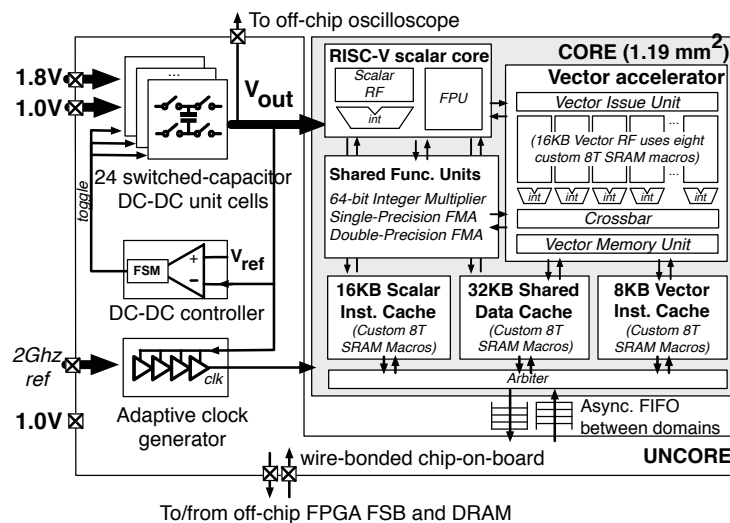 To off-chip oscilloscope
1.8V
1.0V
...
Vout
24 switched-capacitor
DC-DC unit cells
toggle
FSM
+
−
Vref
DC-DC controller
2Ghz
ref
clk
Adaptive clock
generator
1.0V
CORE (1.19 mm2)
RISC-V scalar core
Scalar
RF
int
FPU
Shared Func. Units
64-bit Integer Multiplier
Single-Precision FMA
Double-Precision FMA
Vector accelerator
Vector Issue Unit
...
(16KB Vector RF uses eight
custom 8T SRAM macros)
...
int int int int int
Crossbar
Vector Memory Unit
16KB Scalar
Inst. Cache
(Custom 8T
SRAM Macros)
32KB Shared
Data Cache
(Custom 8T
SRAM Macros)
8KB Vector
Inst. Cache
(Custom 8T
SRAM Macros)
Arbiter
Async. FIFO
between domains
UNCORE
wire-bonded chip-on-board
To/from off-chip FPGA FSB and DRAM